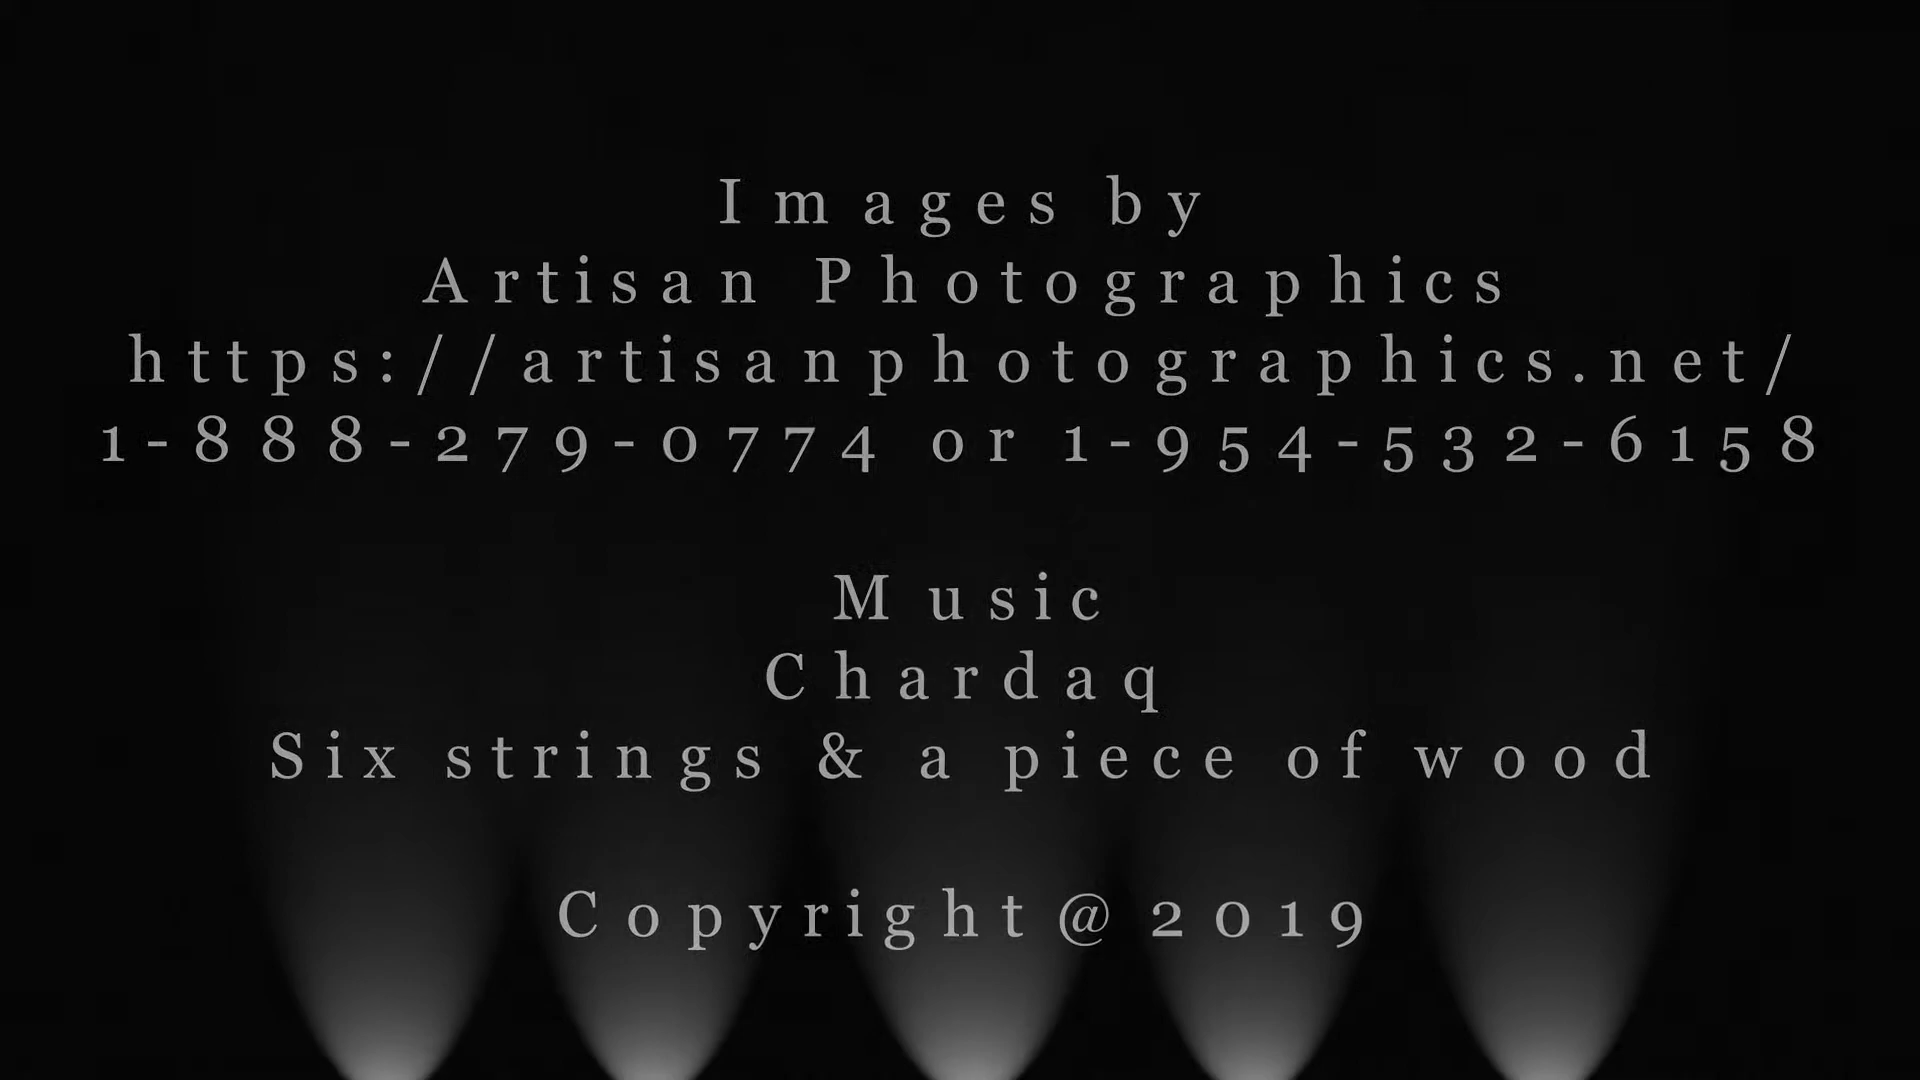 Images by
Artisan Photographics
https://artisanphotographics.net/
1-888-279-0774 or 1-954-532-6158
Music
Chardaq
Six strings & a piece of wood
Copyright @ 2019